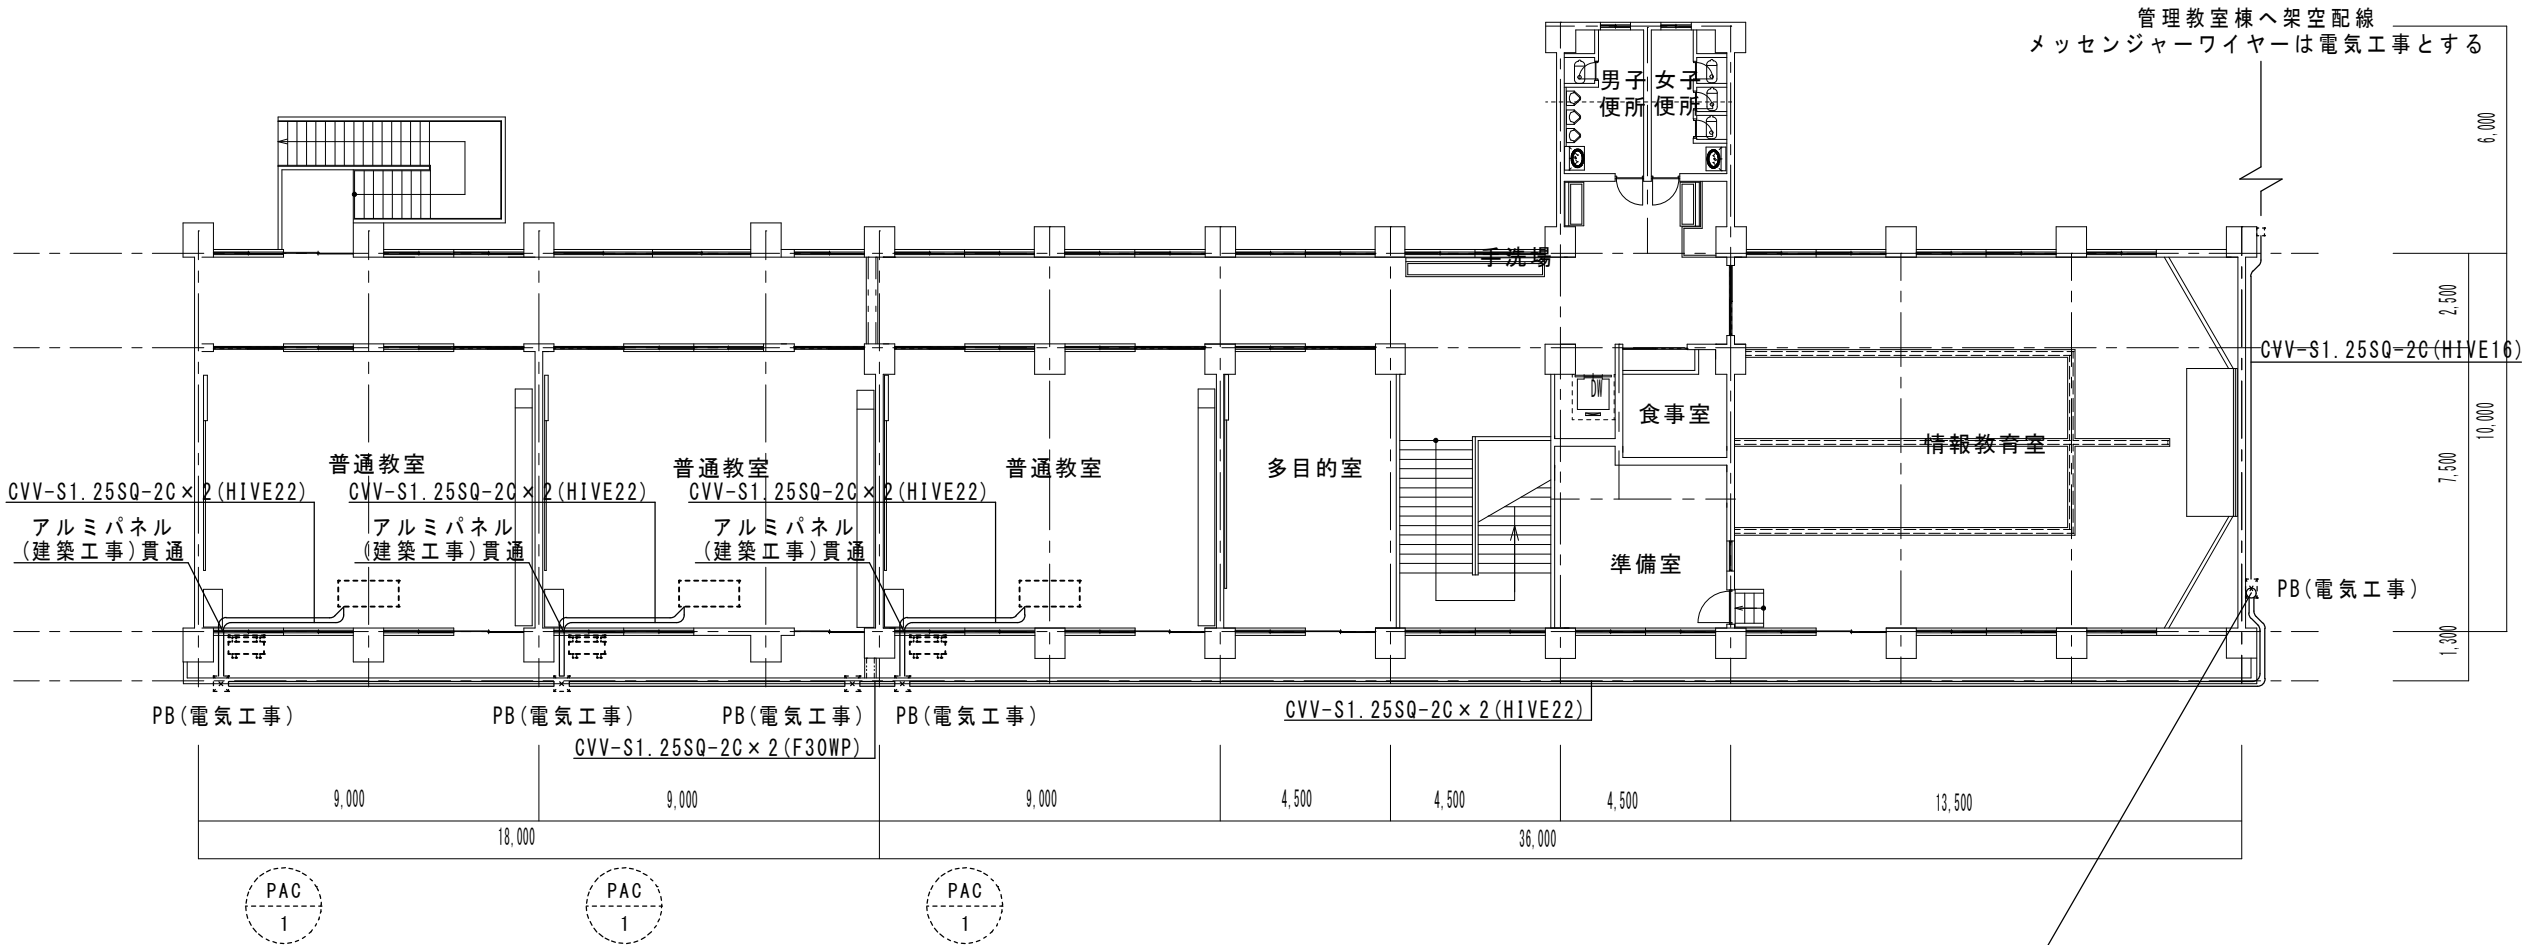 管理教室棟へ架空配線
メッセンジャーワイヤーは電気工事とする
男子
便所
女子
便所
6,000
手洗場
2,500
CVV-S1.25SQ-2C(HIVE16)
DW
食事室
10,000
情報教育室
普通教室
普通教室
普通教室
多目的室
7,500
CVV-S1.25SQ-2C×2(HIVE22)
CVV-S1.25SQ-2C×2(HIVE22)
CVV-S1.25SQ-2C×2(HIVE22)
アルミパネル
(建築工事)貫通
アルミパネル
(建築工事)貫通
アルミパネル
(建築工事)貫通
準備室
PB(電気工事)
1,300
PB(電気工事)
PB(電気工事)
PB(電気工事)
PB(電気工事)
CVV-S1.25SQ-2C×2(HIVE22)
CVV-S1.25SQ-2C×2(F30WP)
9,000
9,000
9,000
4,500
4,500
4,500
13,500
18,000
36,000
PAC
1
PAC
1
PAC
1